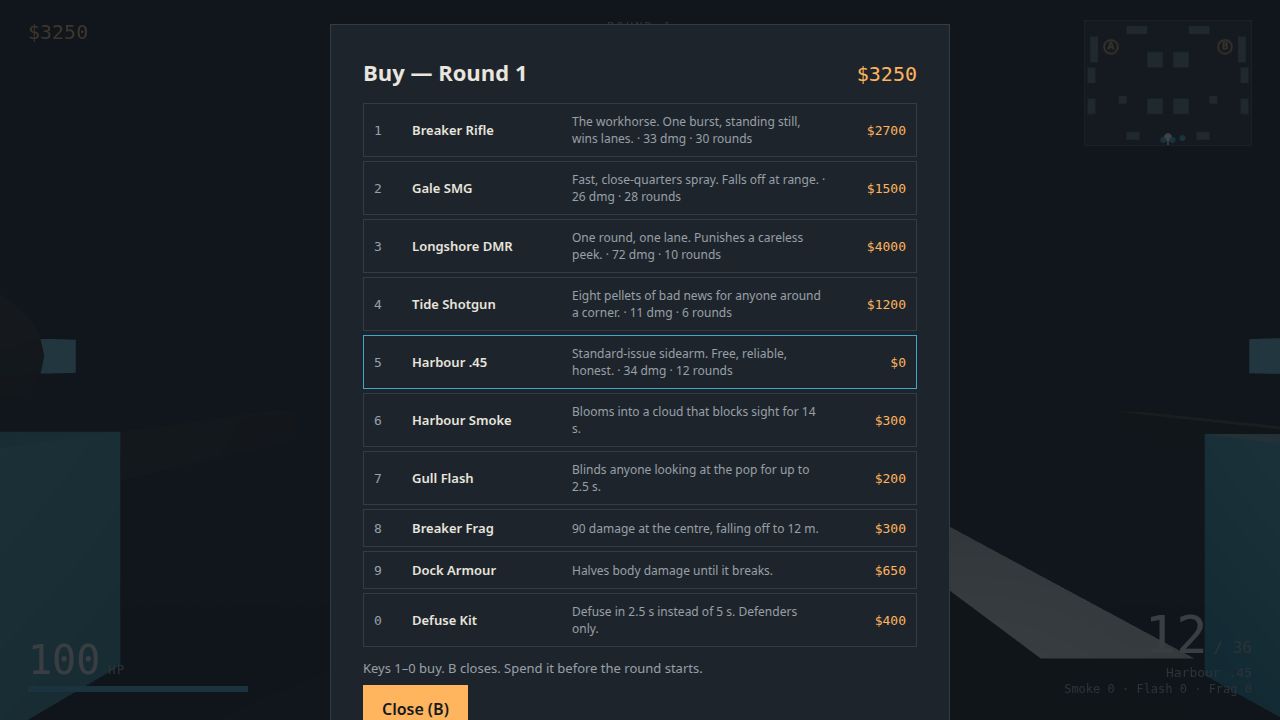 $3250
A
B
Buy — Round 1
$3250
1 Breaker Rifle
The workhorse. One burst, standing still,
wins lanes. · 33 dmg · 30 rounds
$2700
2 Gale SMG
Fast, close-quarters spray. Falls off at range. ·
26 dmg · 28 rounds
$1500
3 Longshore DMR
One round, one lane. Punishes a careless
peek. · 72 dmg · 10 rounds
$4000
4 Tide Shotgun
Eight pellets of bad news for anyone around
a corner. · 11 dmg · 6 rounds
$1200
5 Harbour .45
Standard-issue sidearm. Free, reliable,
honest. · 34 dmg · 12 rounds
$0
6 Harbour Smoke
Blooms into a cloud that blocks sight for 14
s.
$300
7 Gull Flash
Blinds anyone looking at the pop for up to
2.5 s.
$200
8 Breaker Frag
90 damage at the centre, falling off to 12 m.
$300
9 Dock Armour
Halves body damage until it breaks.
$650
0 Defuse Kit
Defuse in 2.5 s instead of 5 s. Defenders
only.
$400
Keys 1–0 buy. B closes. Spend it before the round starts.
Close (B)
100 HP
12 / 36
Harbour .45
Smoke 0 · Flash 0 · Frag 0